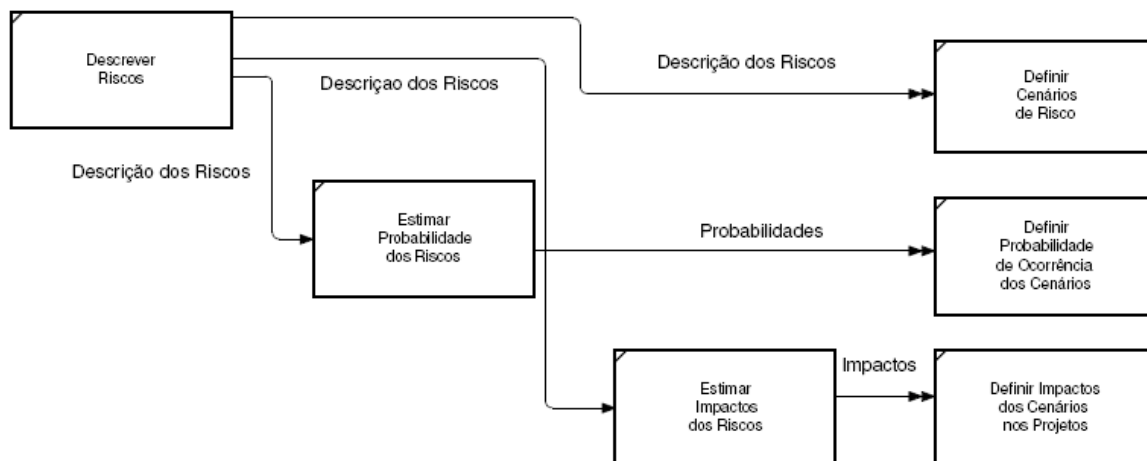 Descrever
Riscos
Descrição dos Riscos
Definir
Cenários
de Risco
Descriçao dos Riscos
Descrição dos Riscos
Estimar
Probabilidade
dos Riscos
Probabilidades
Definir
Probabilidade
de Ocorrência
dos Cenários
Estimar
Impactos
dos Riscos
Impactos
Definir Impactos
dos Cenários
nos Projetos